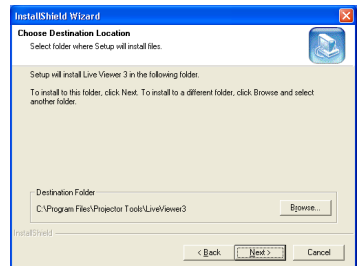 InstallShield Wizard
Choose Destination Location
Select folder where Setup will install files.
Setup will install Live Viewer 3 in the following folder.
To install to this folder, click Next. To install to a different folder, click Browse and select
another folder.
Destination Folder
C:\Program Files\Projector Tools\LiveViewer3
Browse...
InstallShield
< Back
Next >
Cancel